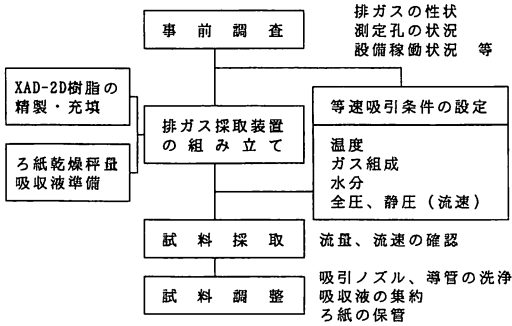 事前調査
排ガスの性状
測定孔の状況
設備稼働状況 等
XAD-2D樹脂の
精製・充填
ろ紙乾燥秤量
吸収液準備
排ガス採取装置
の組み立て
等速吸引条件の設定
温度
ガス組成
水分
全圧、静圧(流速)
試料採取
流量、流速の確認
試料調整
吸引ノズル、導管の洗浄
吸収液の集約
ろ紙の保管